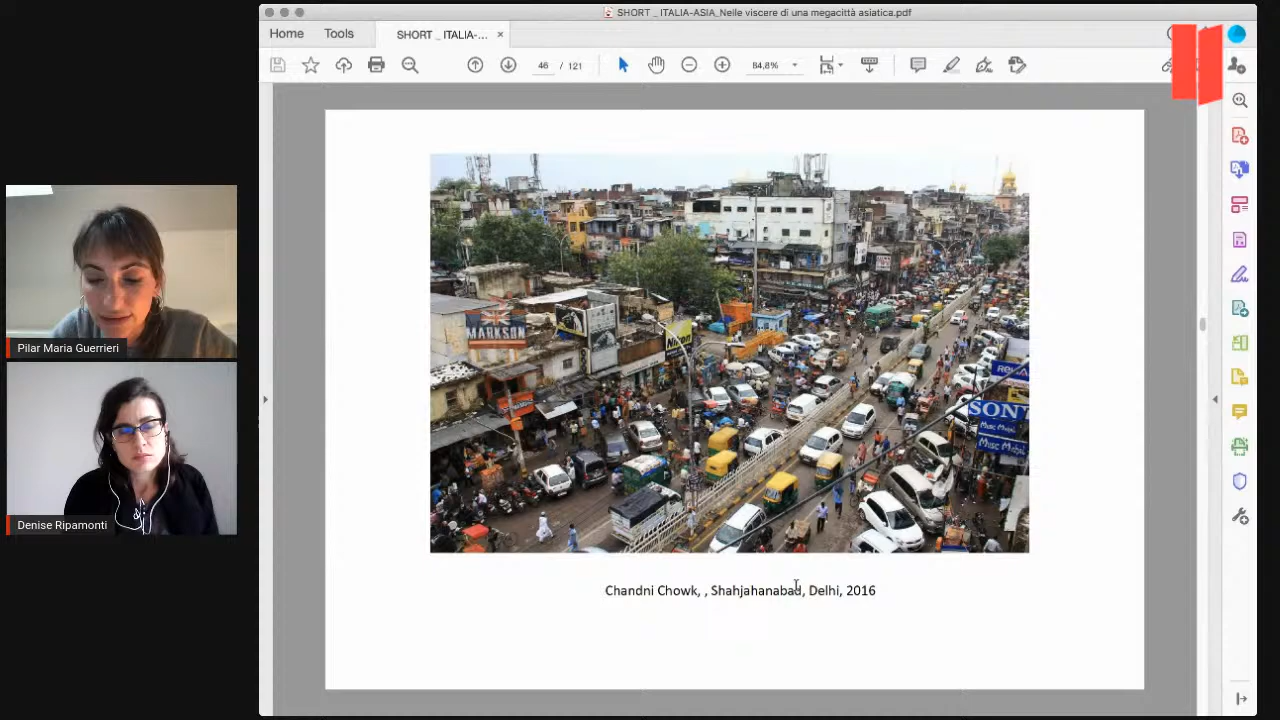 SHORT _ ITALIA-ASIA_Nelle viscere di una megacittà asiatica.pdf
Home
Tools
SHORT _ ITALIA-...
46 / 121
84,8%
MARKSON
Nikon
SONY
Chandni Chowk, , Shahjahanabad, Delhi, 2016
Pilar Maria Guerrieri
Denise Ripamonti